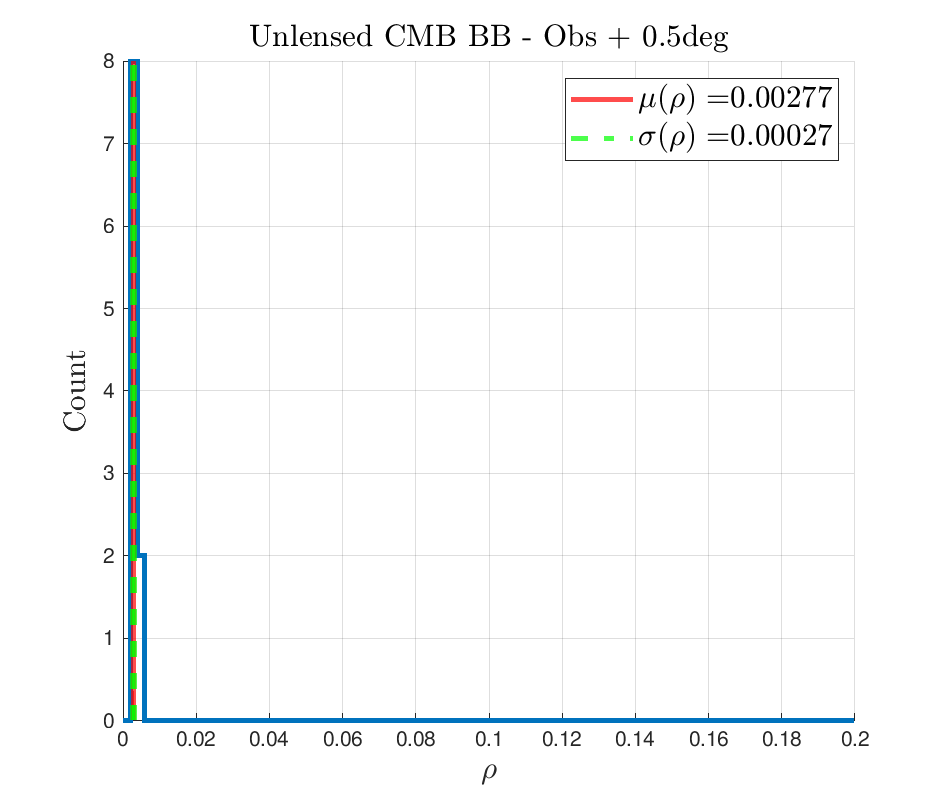 Unlensed CMB BB - Obs + 0.5deg
8
7
6
5
4
3
2
1
0
Count
μ(ρ) =0.00277
σ(ρ) =0.00027
0 0.02 0.04 0.06 0.08 0.1 0.12 0.14 0.16 0.18 0.2
ρ